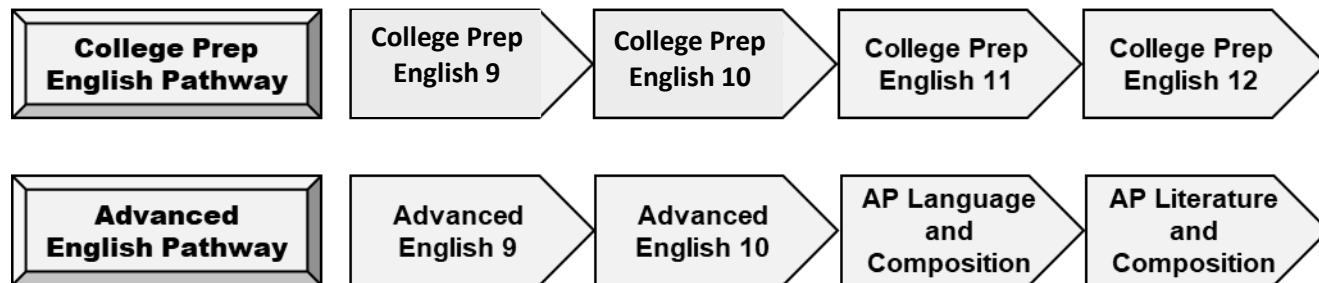 College Prep
English Pathway
College Prep
English 9
College Prep
English 10
College Prep
English 11
College Prep
English 12
Advanced
English Pathway
Advanced
English 9
Advanced
English 10
AP Language
and
Composition
AP Literature
and
Composition